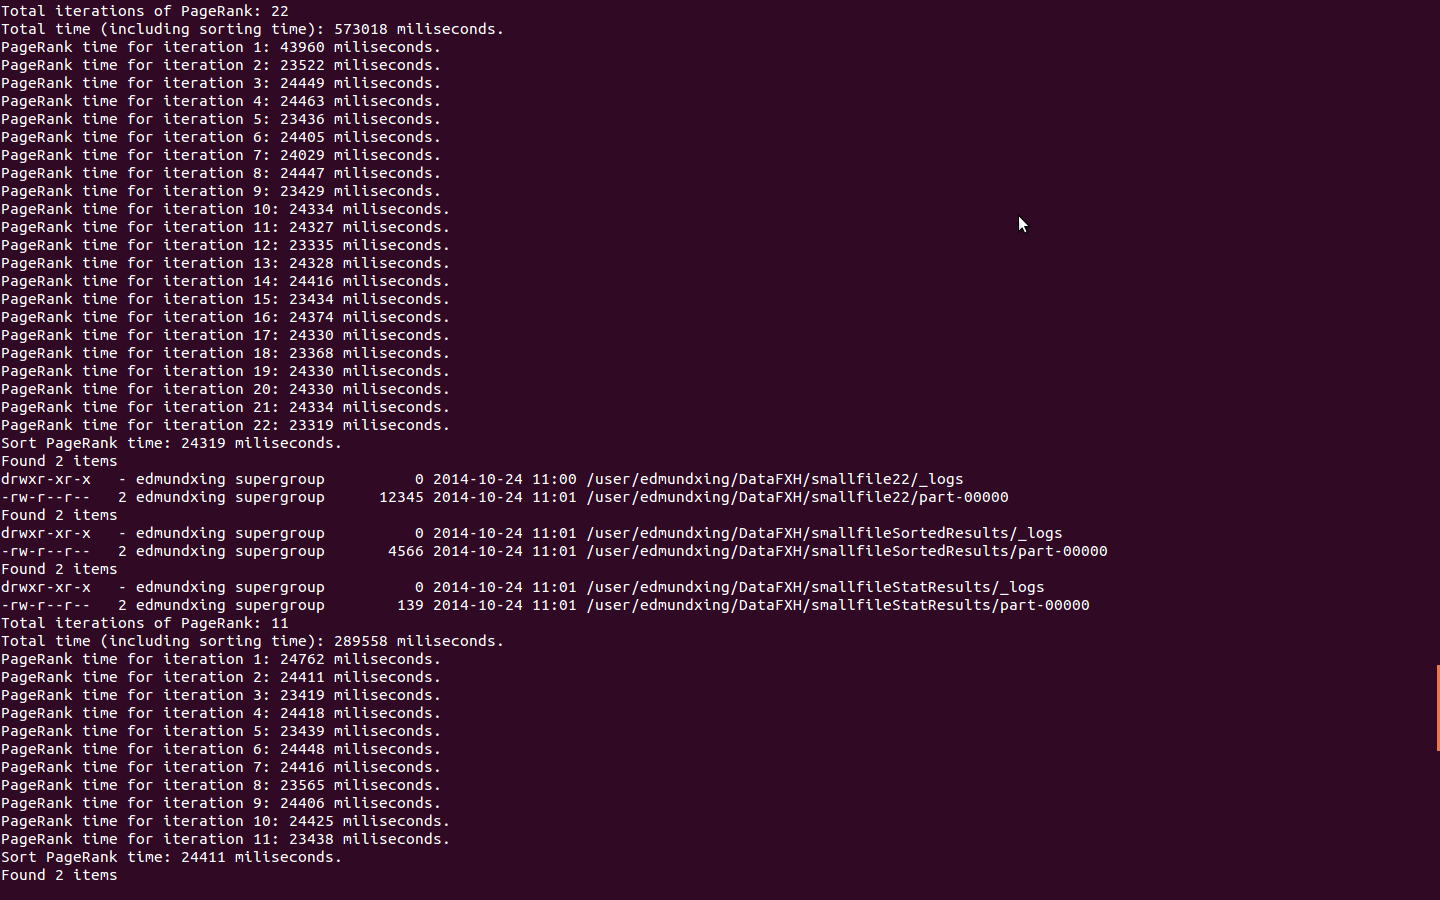 Total iterations of PageRank: 22
Total time (including sorting time): 573018 miliseconds.
PageRank time for iteration 1: 43960 miliseconds.
PageRank time for iteration 2: 23522 miliseconds.
PageRank time for iteration 3: 24449 miliseconds.
PageRank time for iteration 4: 24463 miliseconds.
PageRank time for iteration 5: 23436 miliseconds.
PageRank time for iteration 6: 24405 miliseconds.
PageRank time for iteration 7: 24029 miliseconds.
PageRank time for iteration 8: 24447 miliseconds.
PageRank time for iteration 9: 23429 miliseconds.
PageRank time for iteration 10: 24334 miliseconds.
PageRank time for iteration 11: 24327 miliseconds.
PageRank time for iteration 12: 23335 miliseconds.
PageRank time for iteration 13: 24328 miliseconds.
PageRank time for iteration 14: 24416 miliseconds.
PageRank time for iteration 15: 23434 miliseconds.
PageRank time for iteration 16: 24374 miliseconds.
PageRank time for iteration 17: 24330 miliseconds.
PageRank time for iteration 18: 23368 miliseconds.
PageRank time for iteration 19: 24330 miliseconds.
PageRank time for iteration 20: 24330 miliseconds.
PageRank time for iteration 21: 24334 miliseconds.
PageRank time for iteration 22: 23319 miliseconds.
Sort PageRank time: 24319 miliseconds.
Found 2 items
drwxr-xr-x   - edmundxing supergroup          0 2014-10-24 11:00 /user/edmundxing/DataFXH/smallfile22/_logs
-rw-r--r--   2 edmundxing supergroup      12345 2014-10-24 11:01 /user/edmundxing/DataFXH/smallfile22/part-00000
Found 2 items
drwxr-xr-x   - edmundxing supergroup          0 2014-10-24 11:01 /user/edmundxing/DataFXH/smallfileSortedResults/_logs
-rw-r--r--   2 edmundxing supergroup       4566 2014-10-24 11:01 /user/edmundxing/DataFXH/smallfileSortedResults/part-00000
Found 2 items
drwxr-xr-x   - edmundxing supergroup          0 2014-10-24 11:01 /user/edmundxing/DataFXH/smallfileStatResults/_logs
-rw-r--r--   2 edmundxing supergroup        139 2014-10-24 11:01 /user/edmundxing/DataFXH/smallfileStatResults/part-00000
Total iterations of PageRank: 11
Total time (including sorting time): 289558 miliseconds.
PageRank time for iteration 1: 24762 miliseconds.
PageRank time for iteration 2: 24411 miliseconds.
PageRank time for iteration 3: 23419 miliseconds.
PageRank time for iteration 4: 24418 miliseconds.
PageRank time for iteration 5: 23439 miliseconds.
PageRank time for iteration 6: 24448 miliseconds.
PageRank time for iteration 7: 24416 miliseconds.
PageRank time for iteration 8: 23565 miliseconds.
PageRank time for iteration 9: 24406 miliseconds.
PageRank time for iteration 10: 24425 miliseconds.
PageRank time for iteration 11: 23438 miliseconds.
Sort PageRank time: 24411 miliseconds.
Found 2 items